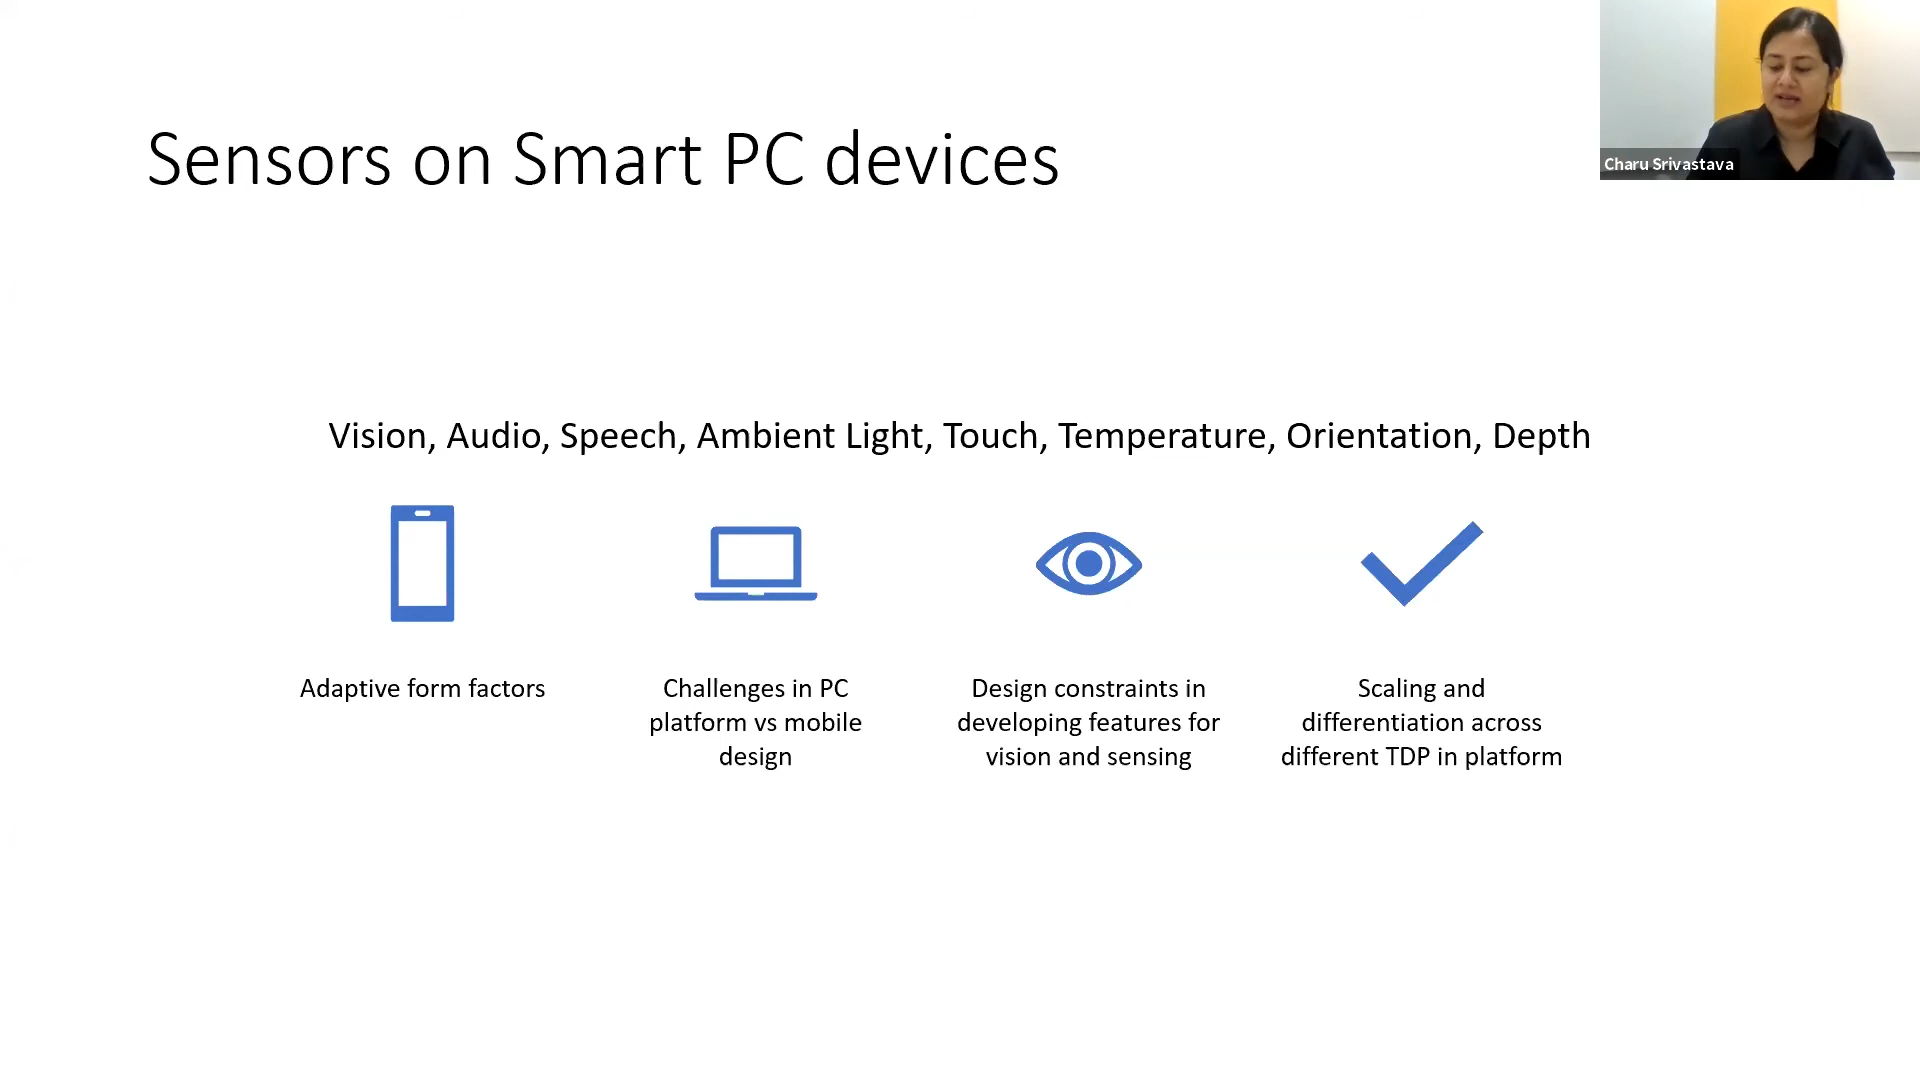 Sensors on Smart PC devices
Charu Srivastava
Vision, Audio, Speech, Ambient Light, Touch, Temperature, Orientation, Depth
Adaptive form factors
Challenges in PC
platform vs mobile
design
Design constraints in
developing features for
vision and sensing
Scaling and
differentiation across
different TDP in platform